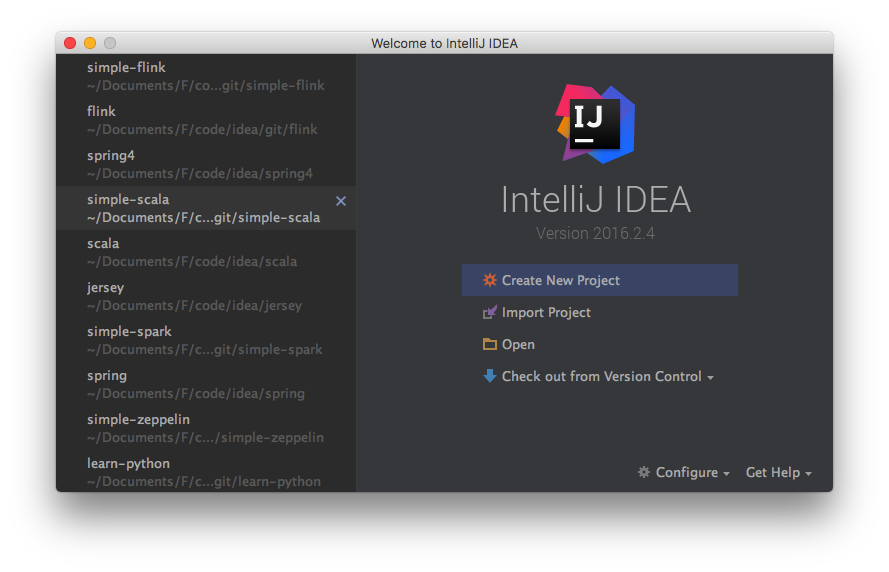 Welcome to IntelliJ IDEA
simple-flink
~/Documents/F/co...git/simple-flink
flink
~/Documents/F/code/idea/git/flink
spring4
~/Documents/F/code/idea/spring4
simple-scala
~/Documents/F/c...git/simple-scala
scala
~/Documents/F/code/idea/scala
jersey
~/Documents/F/code/idea/jersey
simple-spark
~/Documents/F/c...git/simple-spark
spring
~/Documents/F/code/idea/spring
simple-zeppelin
~/Documents/F/c.../simple-zeppelin
learn-python
~/Documents/F/c...git/learn-python
IJ
IntelliJ IDEA
Version 2016.2.4
Create New Project
Import Project
Open
Check out from Version Control
Configure
Get Help